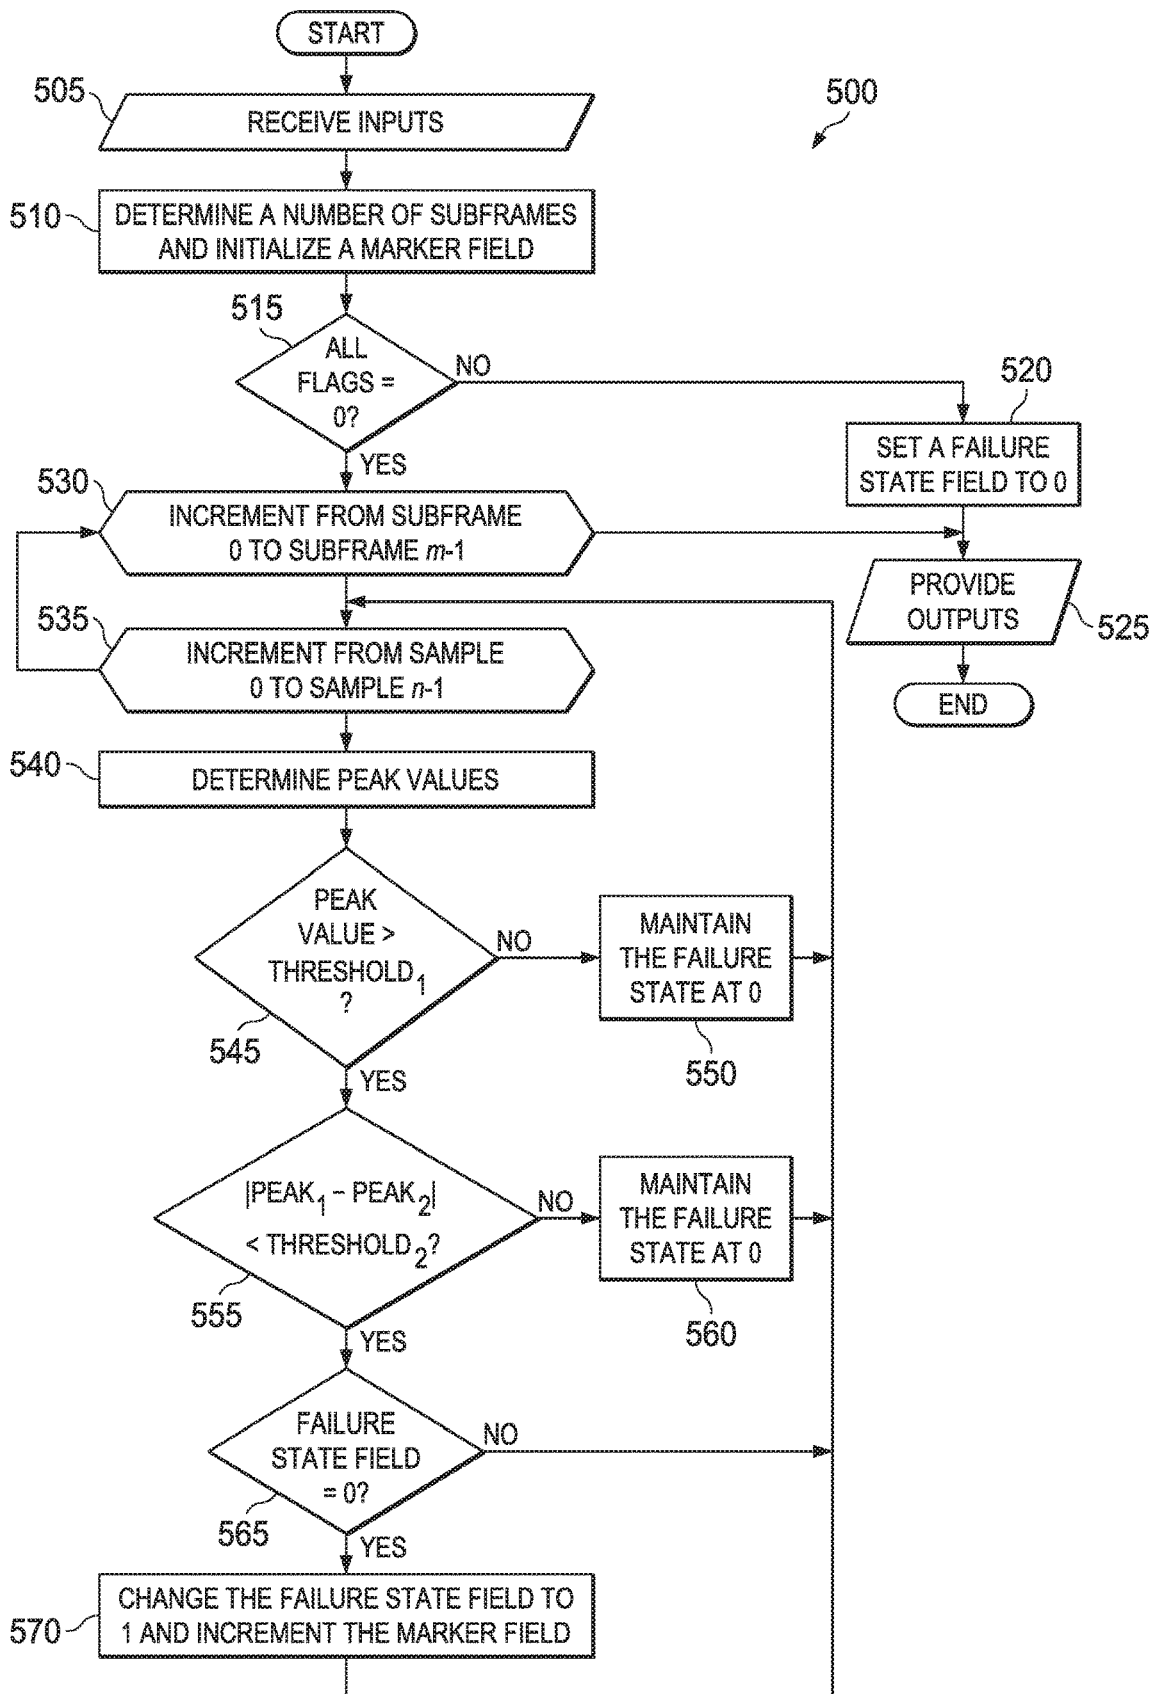 START
505
RECEIVE INPUTS
500
510
DETERMINE A NUMBER OF SUBFRAMES
AND INITIALIZE A MARKER FIELD
515
ALL
FLAGS =
0?
NO
YES
520
SET A FAILURE
STATE FIELD TO 0
530
INCREMENT FROM SUBFRAME
0 TO SUBFRAME m-1
PROVIDE
OUTPUTS
525
END
535
INCREMENT FROM SAMPLE
0 TO SAMPLE n-1
540
DETERMINE PEAK VALUES
PEAK
VALUE >
THRESHOLD1
?
545
NO
YES
MAINTAIN
THE FAILURE
STATE AT 0
550
|PEAK1 – PEAK2|
< THRESHOLD2?
555
NO
YES
MAINTAIN
THE FAILURE
STATE AT 0
560
FAILURE
STATE FIELD
= 0?
565
NO
YES
570
CHANGE THE FAILURE STATE FIELD TO
1 AND INCREMENT THE MARKER FIELD